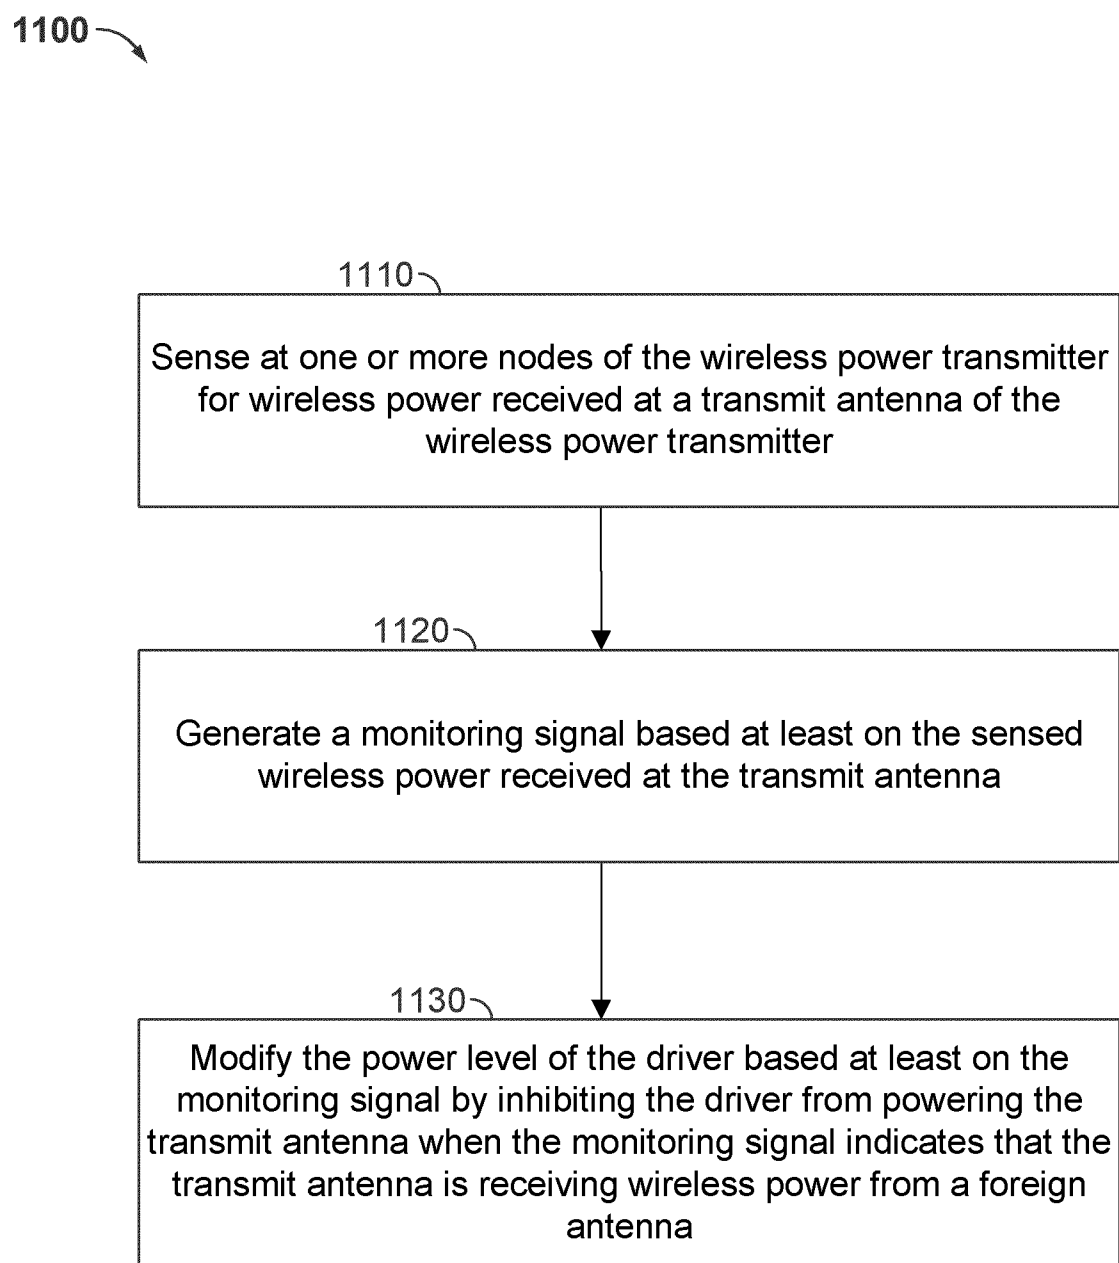 1100
1110
Sense at one or more nodes of the wireless power transmitter
for wireless power received at a transmit antenna of the
wireless power transmitter
1120
Generate a monitoring signal based at least on the sensed
wireless power received at the transmit antenna
1130
Modify the power level of the driver based at least on the
monitoring signal by inhibiting the driver from powering the
transmit antenna when the monitoring signal indicates that the
transmit antenna is receiving wireless power from a foreign
antenna